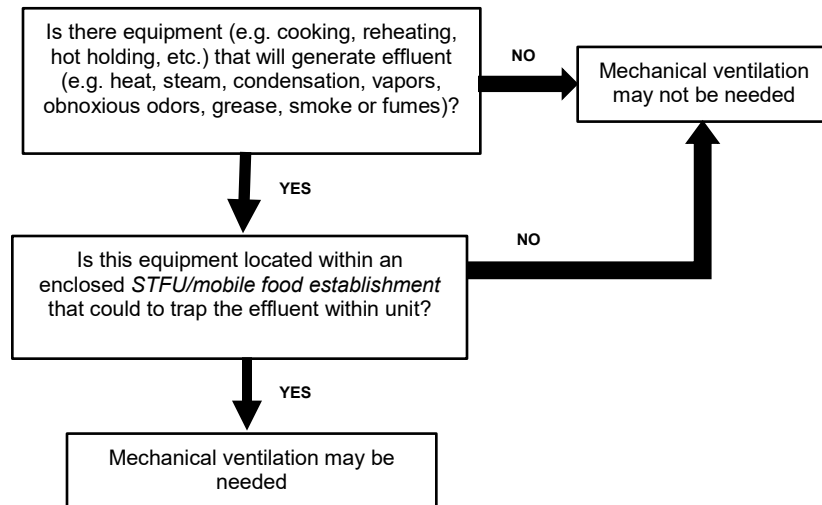 Is there equipment (e.g. cooking, reheating,
hot holding, etc.) that will generate effluent
(e.g. heat, steam, condensation, vapors,
obnoxious odors, grease, smoke or fumes)?
NO
Mechanical ventilation
may not be needed
YES
Is this equipment located within an
enclosed STFU/mobile food establishment
that could to trap the effluent within unit?
NO
YES
Mechanical ventilation may be
needed